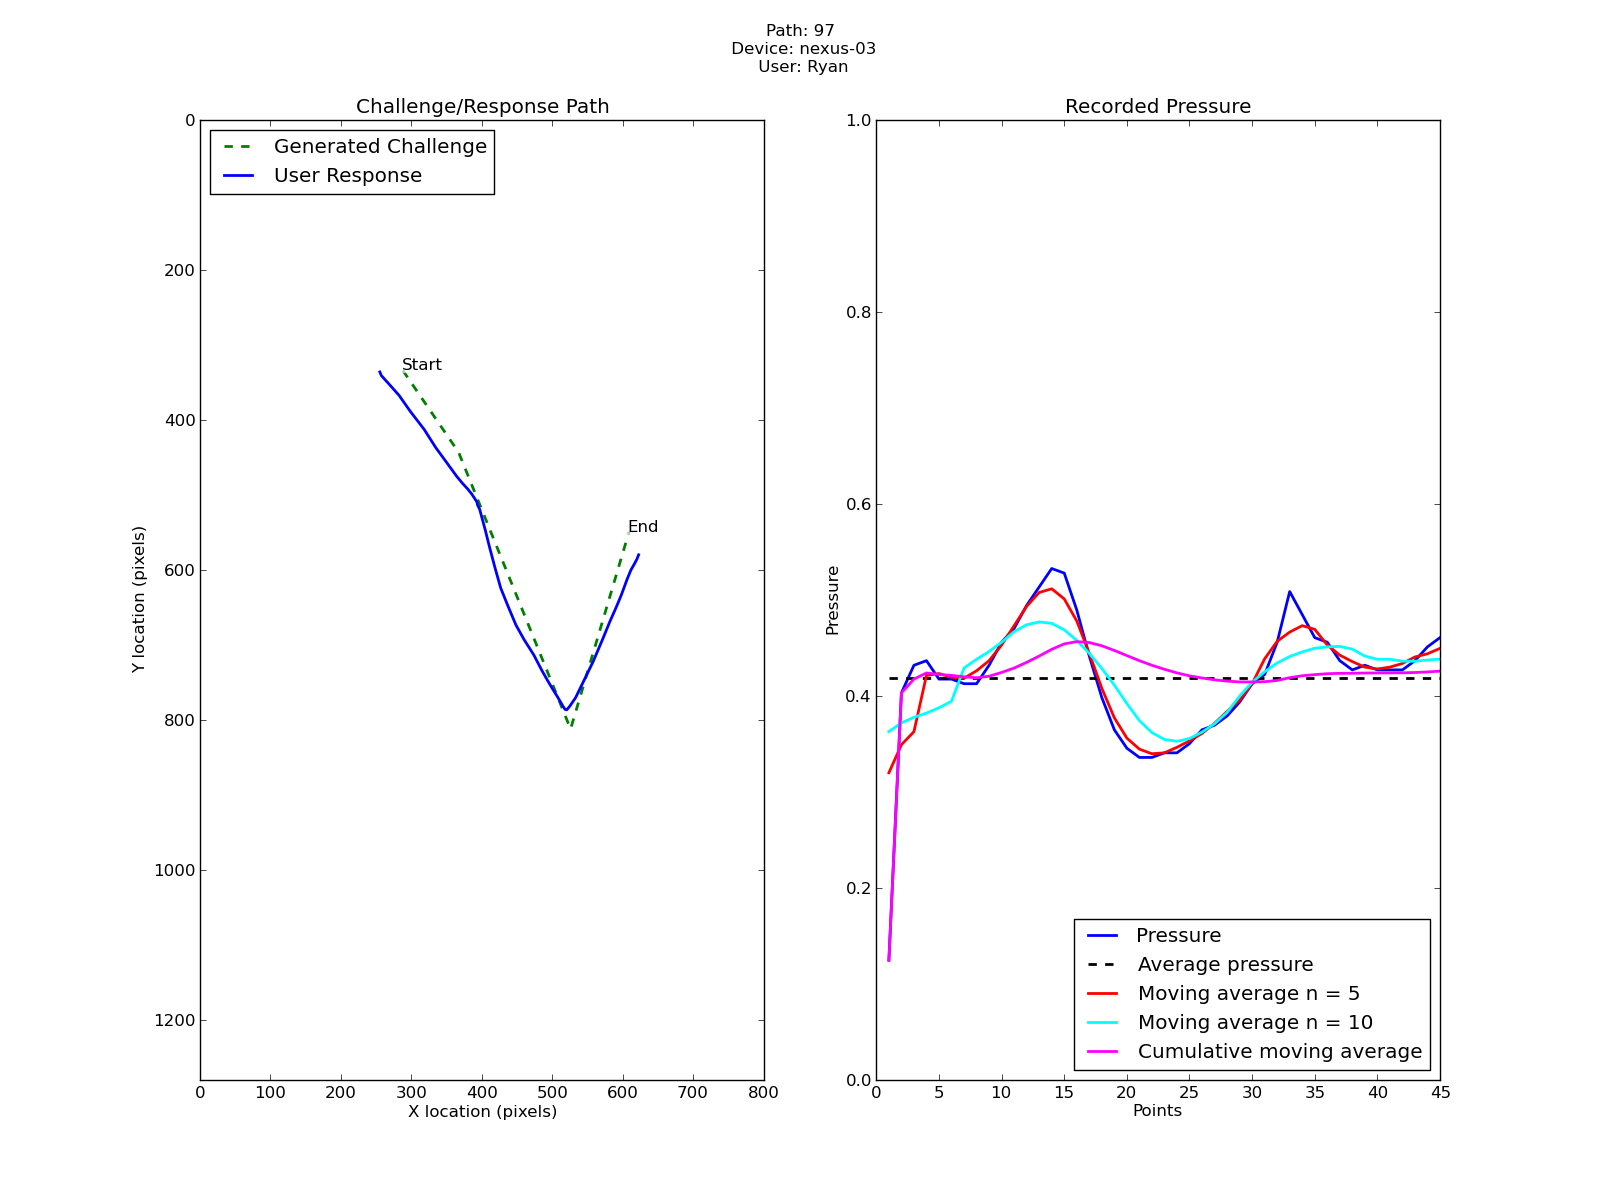 Path: 97
Device: nexus-03
User: Ryan
Challenge/Response Path
0
200
400
600
800
1000
1200
Y location (pixels)
Generated Challenge
User Response
Start
End
0 100 200 300 400 500 600 700 800
X location (pixels)
Recorded Pressure
1.0
0.8
0.6
0.4
0.2
0.0
Pressure
Pressure
Average pressure
Moving average n = 5
Moving average n = 10
Cumulative moving average
0 5 10 15 20 25 30 35 40 45
Points